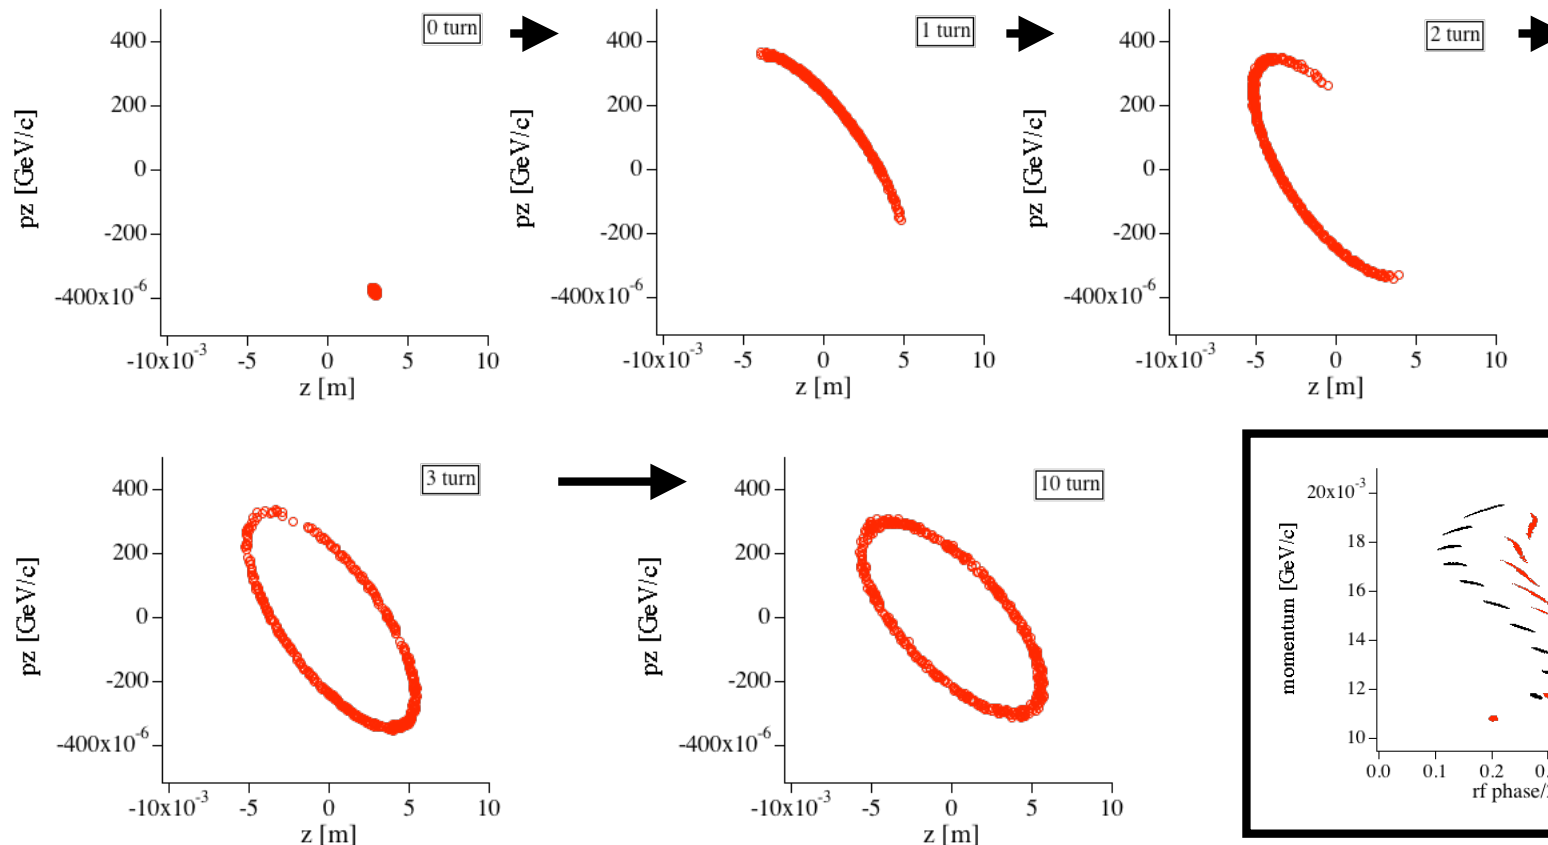 0 turn
400
200
0
-200
-400x10-6
pz [GeV/c]
-10x10-3 -5 0 5 10
z [m]
1 turn
400
200
0
-200
-400x10-6
pz [GeV/c]
-10x10-3 -5 0 5 10
z [m]
2 turn
400
200
0
-200
-400x10-6
pz [GeV/c]
-10x10-3 -5 0 5 10
z [m]
3 turn
400
200
0
-200
-400x10-6
pz [GeV/c]
-10x10-3 -5 0 5 10
z [m]
10 turn
400
200
0
-200
-400x10-6
pz [GeV/c]
-10x10-3 -5 0 5 10
z [m]
20x10-3
18
16
14
12
10
momentum [GeV/c]
0.0 0.1 0.2
rf phase/